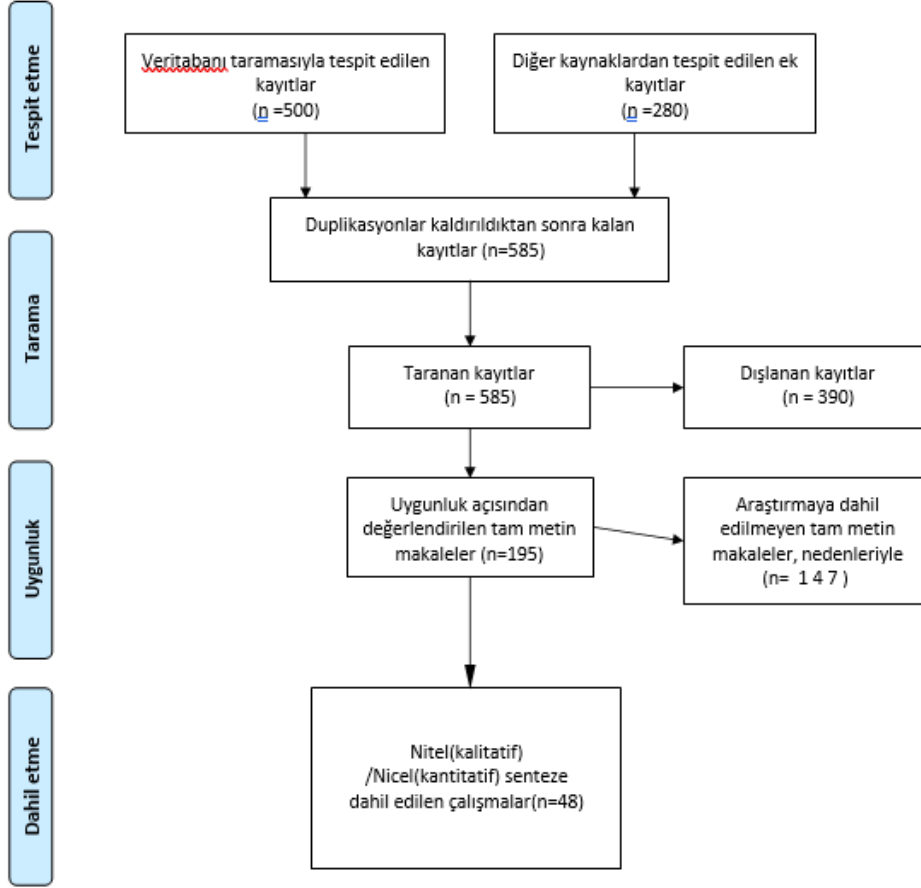 Tespit etme
Veritabanı taramasıyla tespit edilen
kayıtlar
(n =500)
Diğer kaynaklardan tespit edilen ek
kayıtlar
(n =280)
Duplikasyonlar kaldırıldıktan sonra kalan
kayıtlar (n=585)
Tarama
Taranan kayıtlar
(n = 585)
Dışlanan kayıtlar
(n = 390)
Uygunluk
Uygunluk açısından
değerlendirilen tam metin
makaleler (n=195)
Araştırmaya dahil
edilmeyen tam metin
makaleler, nedenleriyle
(n= 1 4 7 )
Dahil etme
Nitel(kalitatif)
/Nicel(kantitatif) senteze
dahil edilen çalışmalar(n=48)